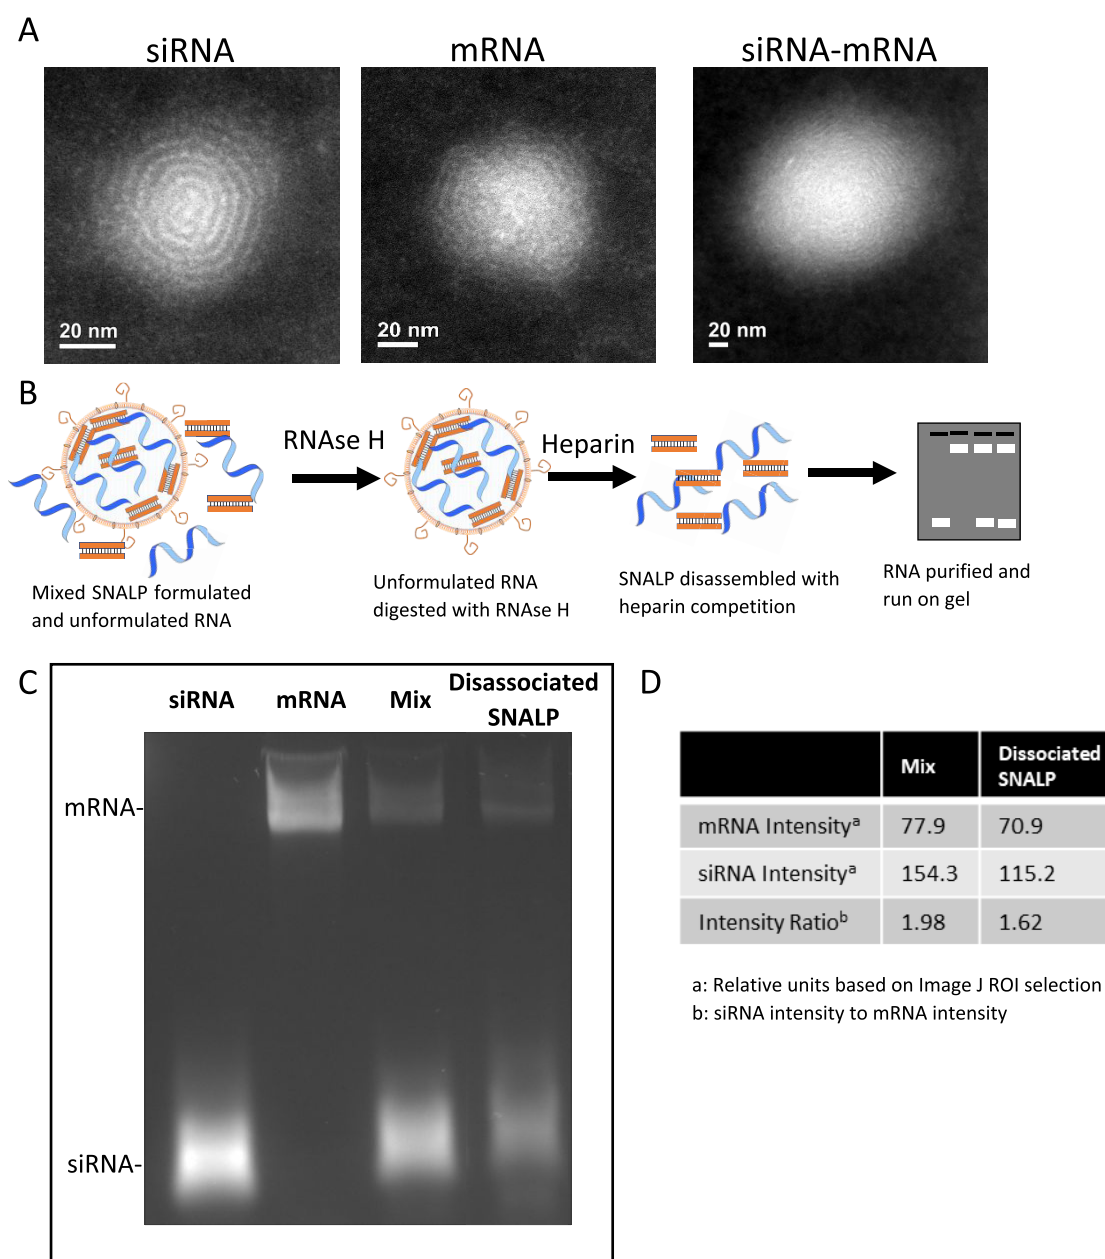 A
siRNA
mRNA
siRNA-mRNA
20 nm
20 nm
20 nm
B
RNAse H
Heparin
Mixed SNALP formulated
and unformulated RNA
Unformulated RNA
digested with RNAse H
SNALP disassembled with
heparin competition
RNA purified and
run on gel
C
siRNA
mRNA
Mix
Disassociated
SNALP
mRNA-
siRNA-
D
Mix
Dissociated
SNALP
mRNA Intensityᵃ
77.9
70.9
siRNA Intensityᵃ
154.3
115.2
Intensity Ratioᵇ
1.98
1.62
a: Relative units based on Image J ROI selection
b: siRNA intensity to mRNA intensity